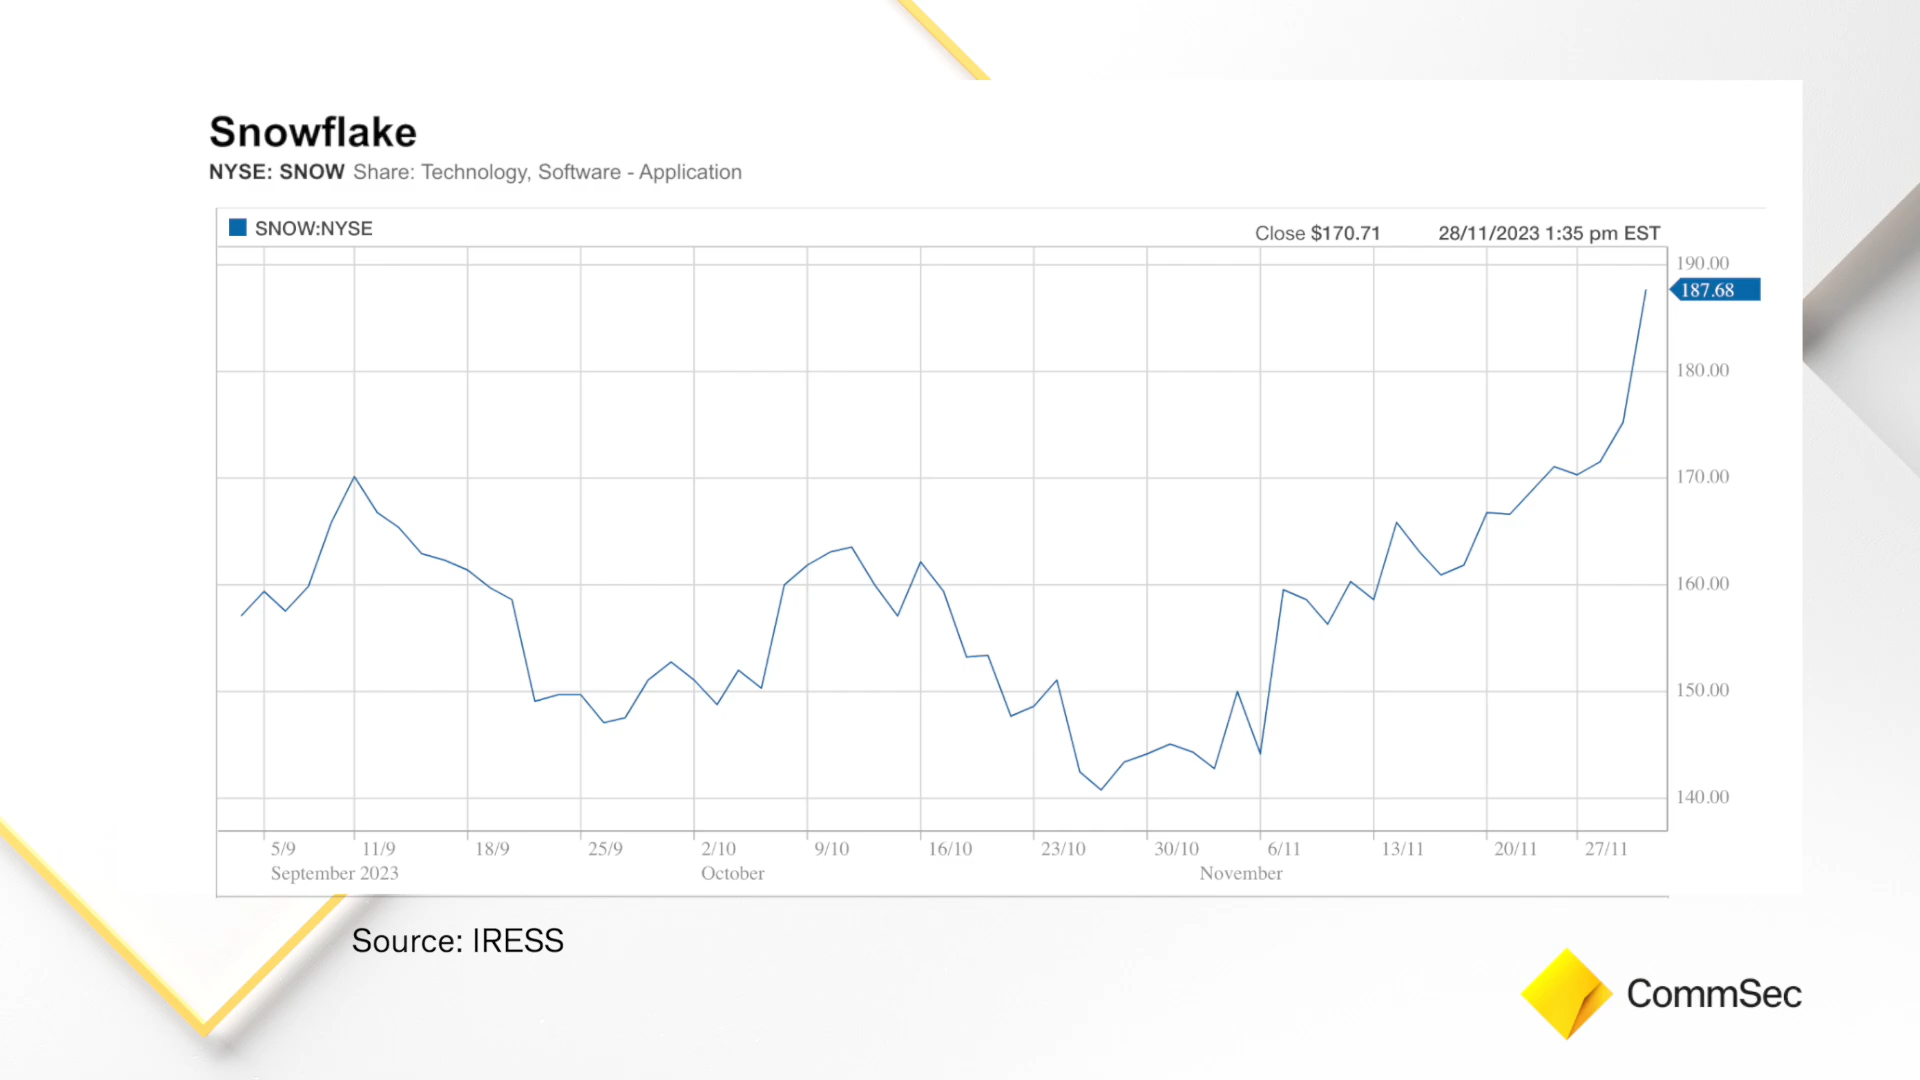 Snowflake
NYSE: SNOW Share: Technology, Software - Application
SNOW:NYSE
Close $170.71 28/11/2023 1:35 pm EST
190.00
187.68
180.00
170.00
160.00
150.00
140.00
5/9 11/9 18/9 25/9 2/10 9/10 16/10 23/10 30/10 6/11 13/11 20/11 27/11
September 2023 October November
Source: IRESS
CommSec